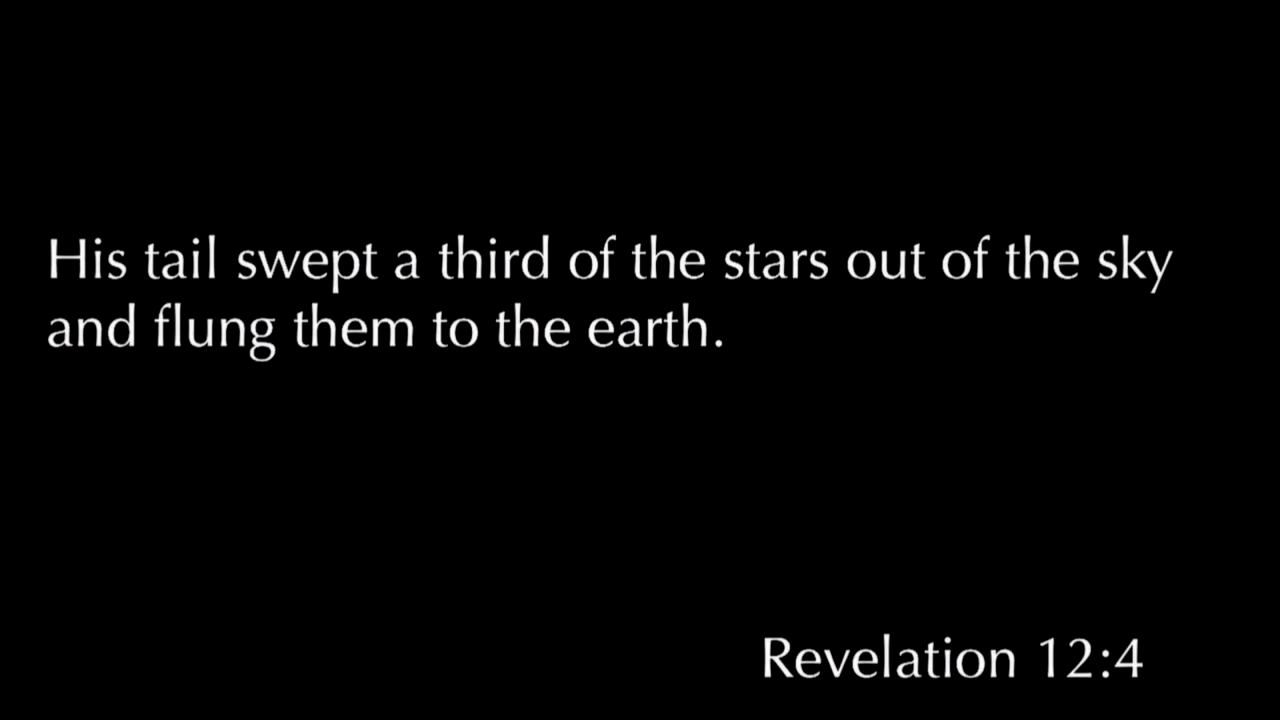 His tail swept a third of the stars out of the sky
and flung them to the earth.
Revelation 12:4